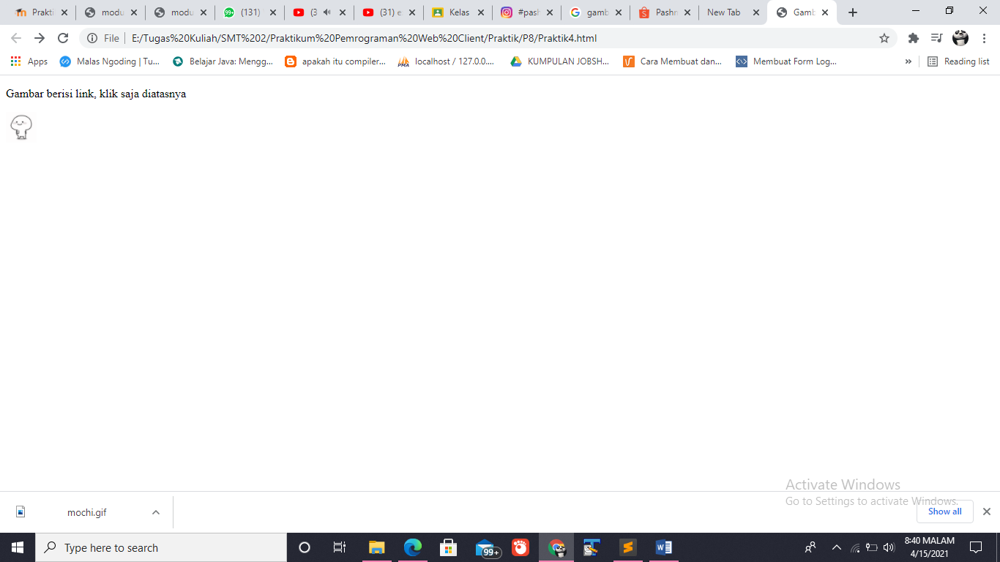 Prakti
modu
modu
(131)
(3
(31) e
Kelas
#pash
gamb
Pashm
New Tab
Gamb
File
E:/Tugas%20Kuliah/SMT%202/Praktikum%20Pemrograman%20Web%20Client/Praktik/P8/Praktik4.html
Apps
Malas Ngoding | Tu...
Belajar Java: Mengg...
apakah itu compiler...
localhost / 127.0.0....
KUMPULAN JOBSH...
Cara Membuat dan...
Membuat Form Log...
»
Reading list
Gambar berisi link, klik saja diatasnya
Activate Windows
Go to Settings to activate Windows.
mochi.gif
Show all
Type here to search
99+
8:40 MALAM
4/15/2021